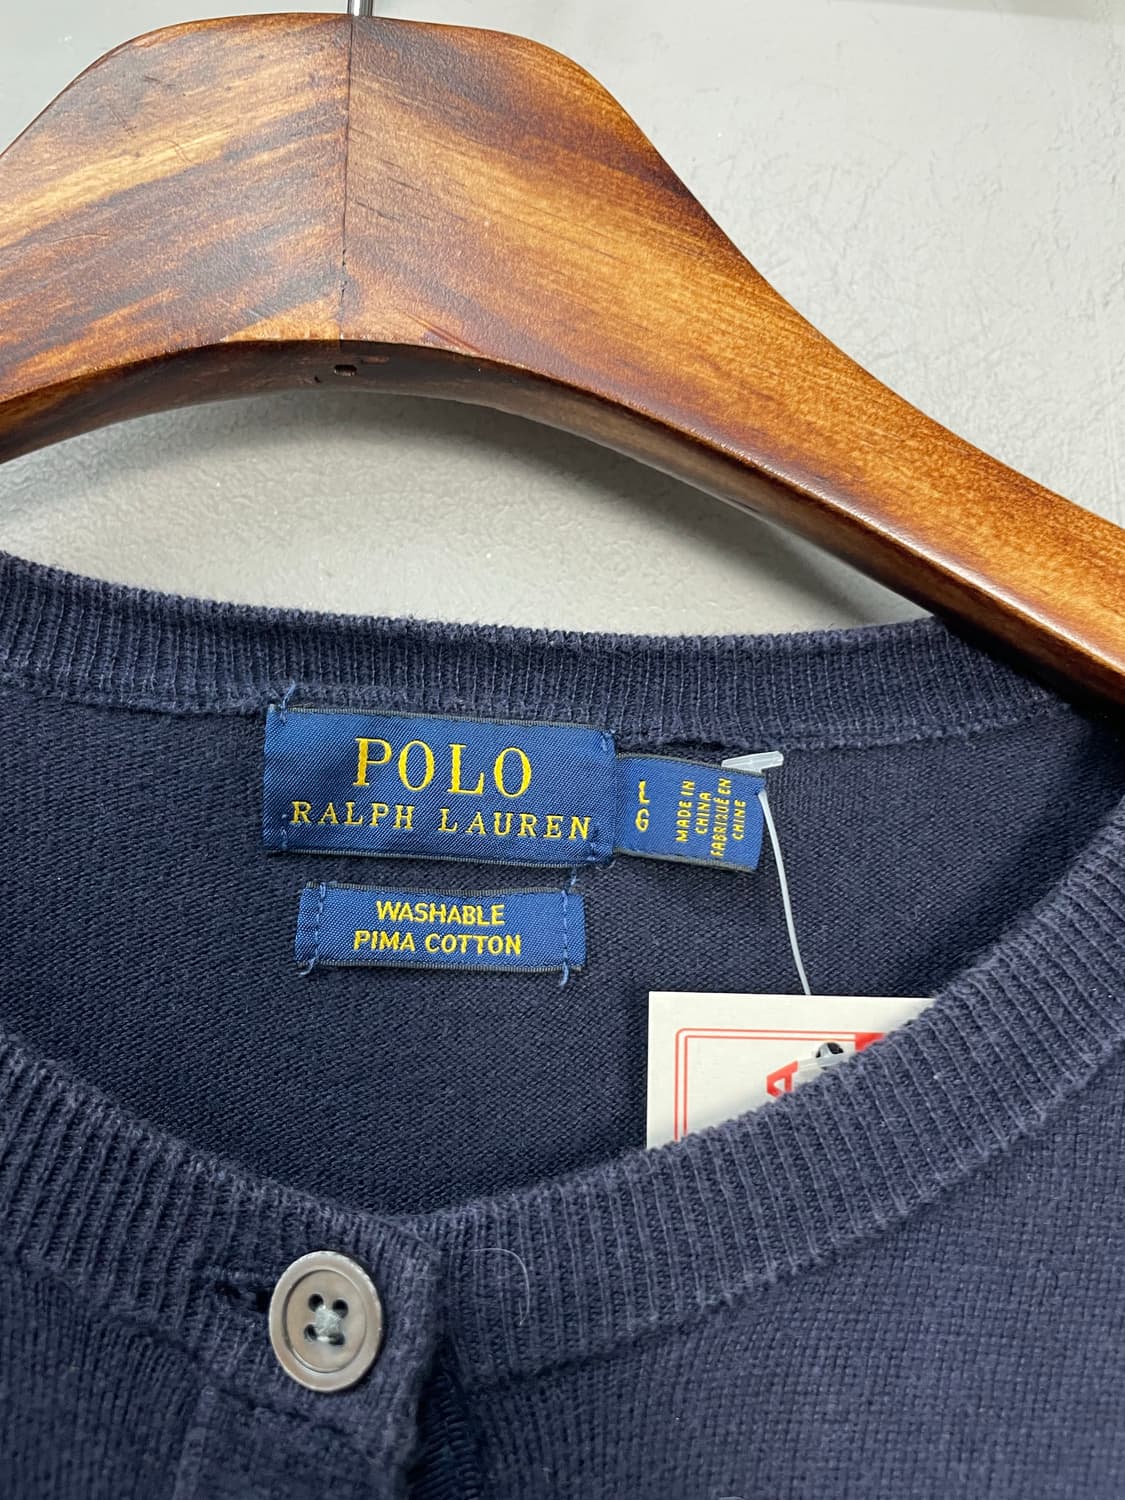 POLO
RALPH LAUREN
L
G
MADE IN
CHINA
FABRIQUÉ EN
CHINE
WASHABLE
PIMA COTTON